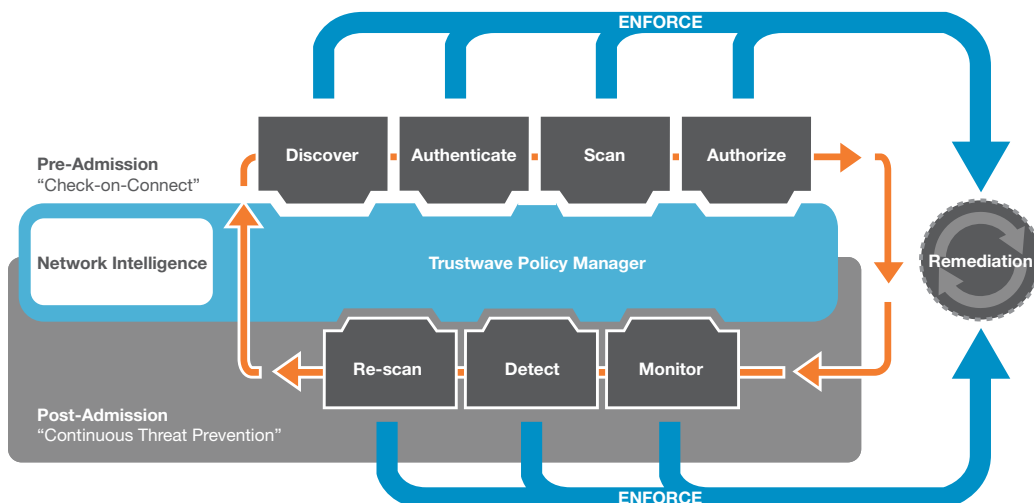 ENFORCE
Discover
Authenticate
Scan
Authorize
Pre-Admission
“Check-on-Connect”
Network Intelligence
Trustwave Policy Manager
Remediation
Re-scan
Detect
Monitor
Post-Admission
“Continuous Threat Prevention”
ENFORCE